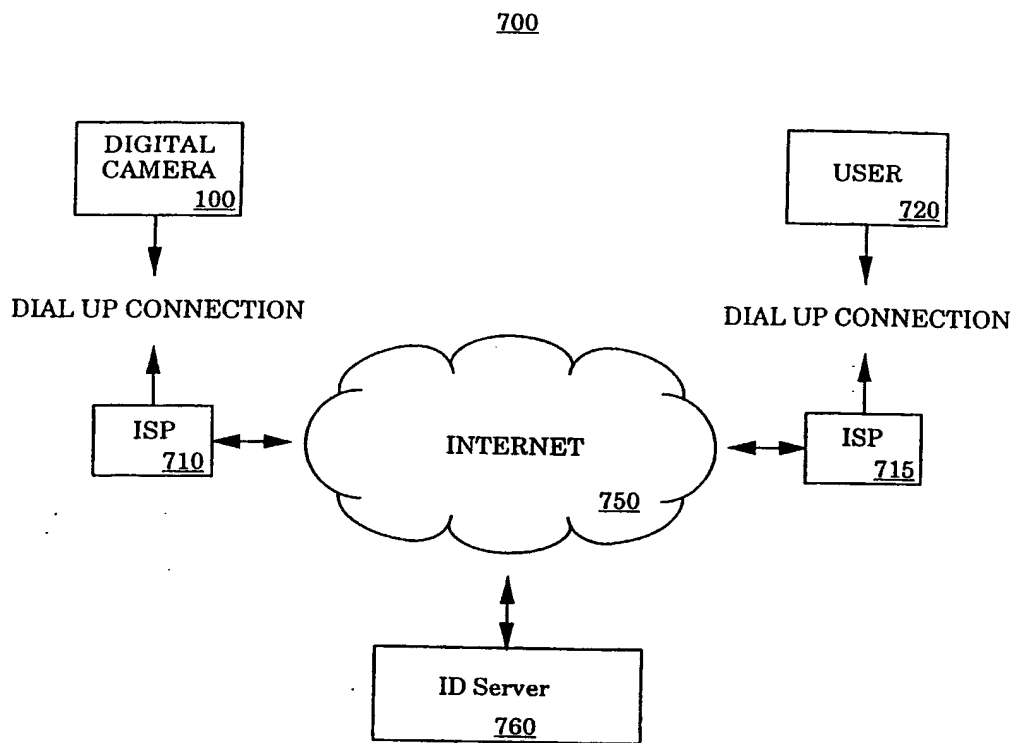 700
DIGITAL
CAMERA
100
USER
720
DIAL UP CONNECTION
DIAL UP CONNECTION
ISP
710
INTERNET
750
ISP
715
ID Server
760